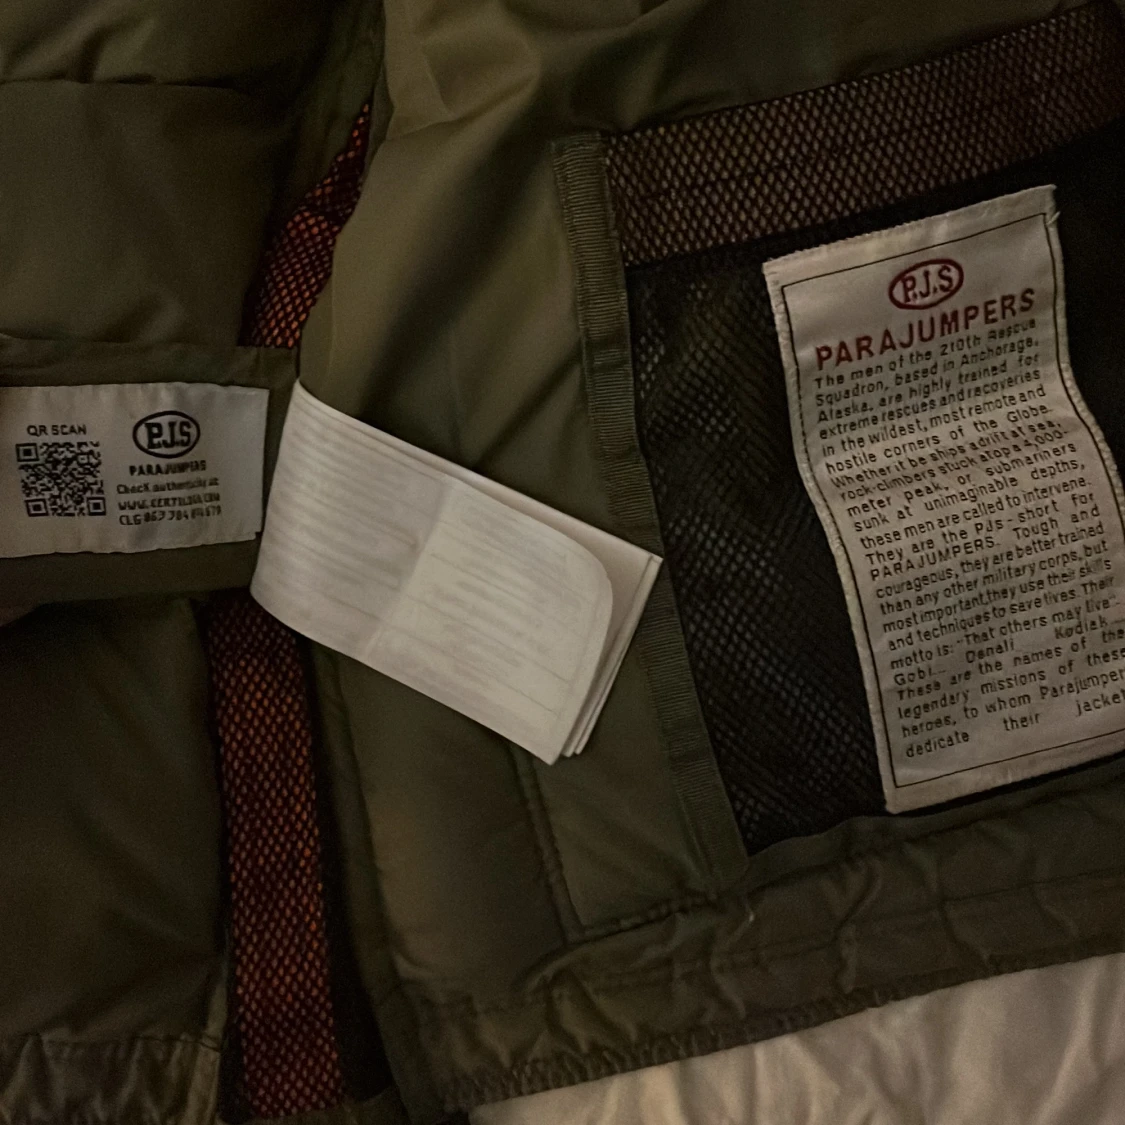 QR SCAN
P.J.S
PARAJUMPERS
Check authenticity at
WWW.CERTILOGO.COM
P.J.S
PARAJUMPERS
The men of the 210th Rescue
Squadron, based in Anchorage,
Alaska, are highly trained for
extreme rescues and recoveries
in the wildest, most remote and
hostile corners of the Globe.
Whether it be ships adrift at sea,
rock-climbers stuck atop a 4,000-
meter peak, or submariners
sunk at unimaginable depths,
these men are called to intervene.
They are the PJs - short for
PARAJUMPERS. Tough and
courageous, they are better trained
than any other military corps, but
most important, they use their skills
and techniques to save lives. Their
motto is: "That others may live".
Gobi... Denali... Kodiak...
These are the names of the
legendary missions of these
heroes, to whom Parajumpers
dedicate their jacket